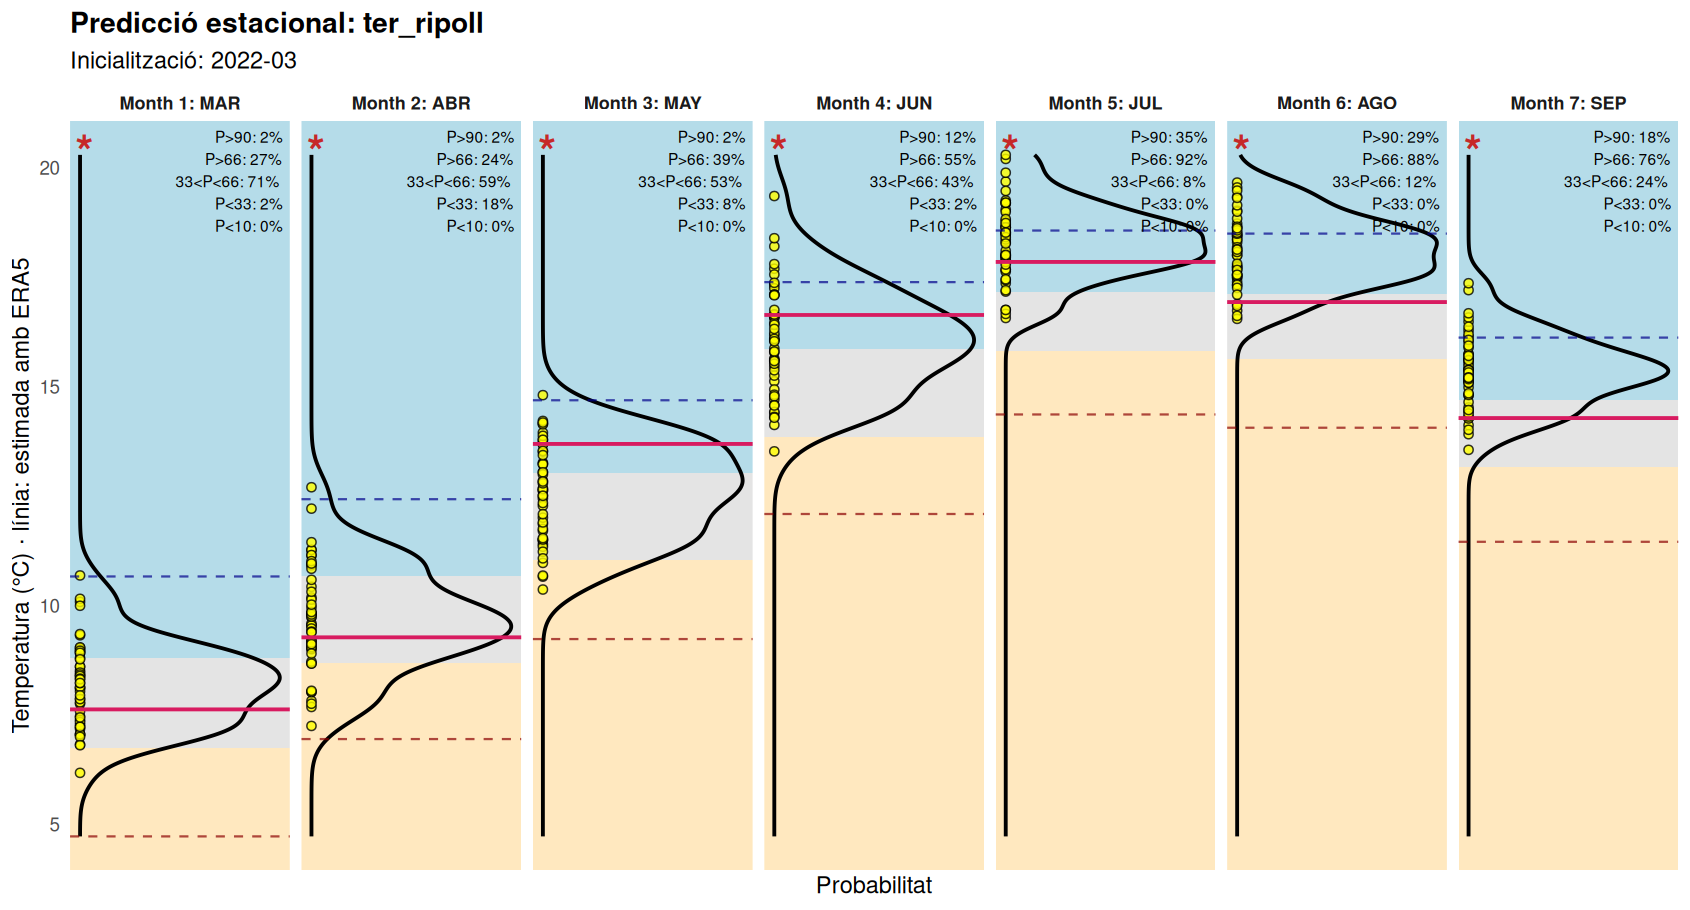 Predicció estacional: ter_ripoll
Inicialització: 2022-03
Month 1: MAR
Month 2: ABR
Month 3: MAY
Month 4: JUN
Month 5: JUL
Month 6: AGO
Month 7: SEP
*
P>90: 2%
P>66: 27%
33<P<66: 71%
P<33: 2%
P<10: 0%
*
P>90: 2%
P>66: 24%
33<P<66: 59%
P<33: 18%
P<10: 0%
*
P>90: 2%
P>66: 39%
33<P<66: 53%
P<33: 8%
P<10: 0%
*
P>90: 12%
P>66: 55%
33<P<66: 43%
P<33: 2%
P<10: 0%
*
P>90: 35%
P>66: 92%
33<P<66: 8%
P<33: 0%
P<10: 0%
*
P>90: 29%
P>66: 88%
33<P<66: 12%
P<33: 0%
P<10: 0%
*
P>90: 18%
P>66: 76%
33<P<66: 24%
P<33: 0%
P<10: 0%
20
15
10
5
Temperatura (°C) · línia: estimada amb ERA5
Probabilitat